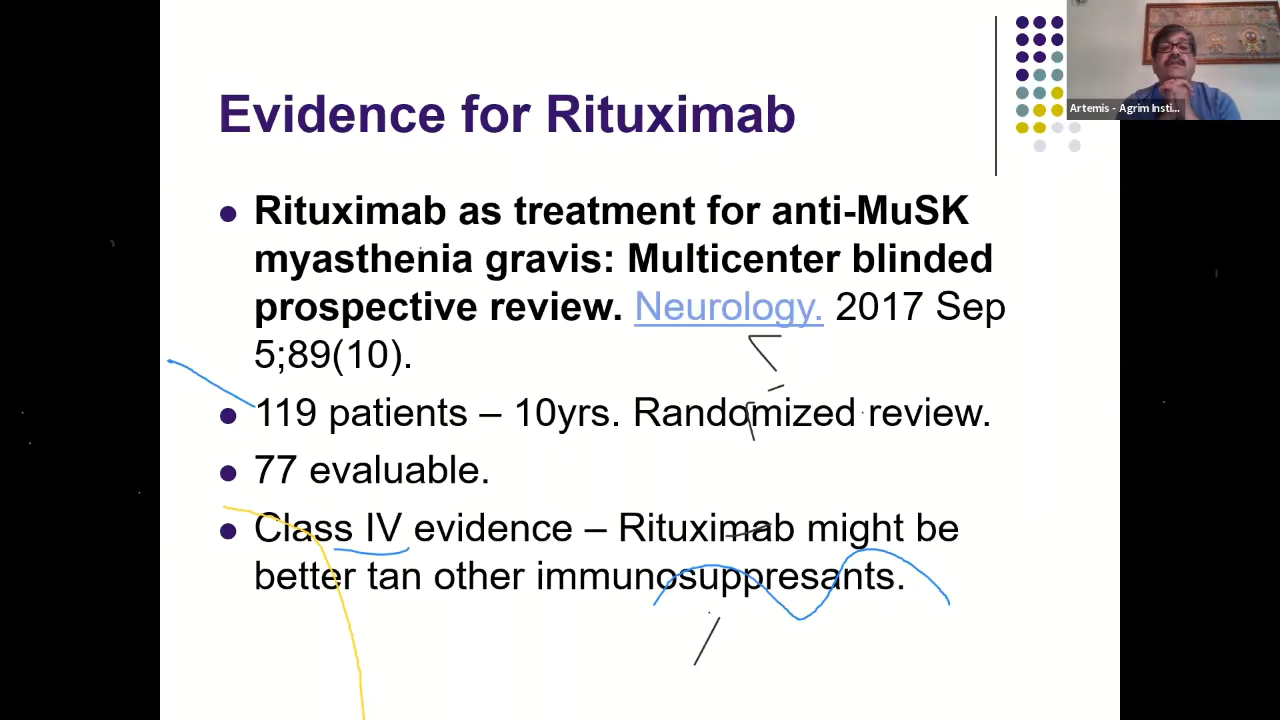 Artemis - Agrim Insti...
Evidence for Rituximab
Rituximab as treatment for anti-MuSK
myasthenia gravis: Multicenter blinded
prospective review. Neurology. 2017 Sep
5;89(10).
119 patients – 10yrs. Randomized review.
77 evaluable.
Class IV evidence – Rituximab might be
better tan other immunosuppresants.